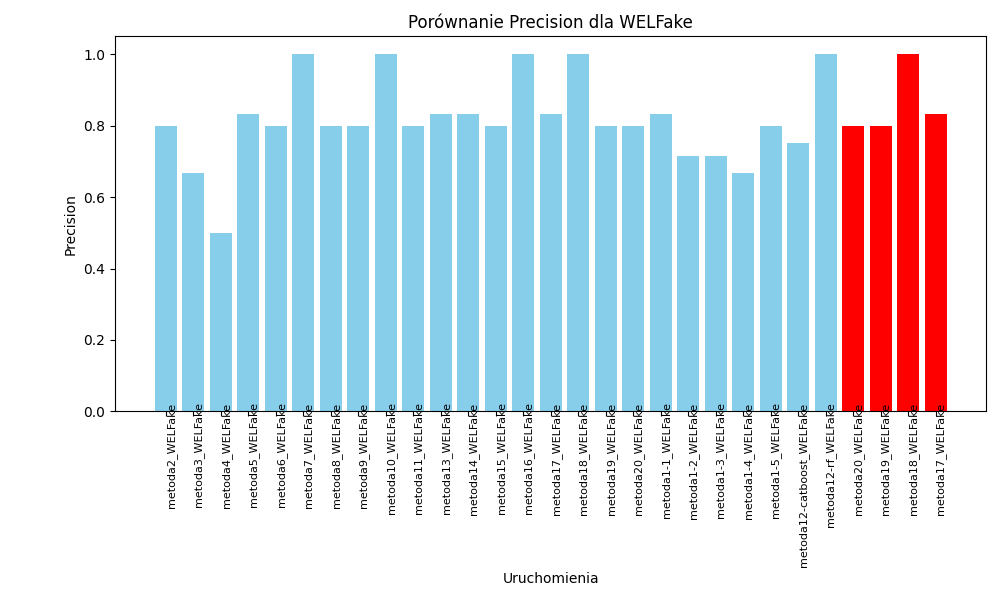 Porównanie Precision dla WELFake
Precision
1.0
0.8
0.6
0.4
0.2
0.0
metoda2_WELFake
metoda3_WELFake
metoda4_WELFake
metoda5_WELFake
metoda6_WELFake
metoda7_WELFake
metoda8_WELFake
metoda9_WELFake
metoda10_WELFake
metoda11_WELFake
metoda13_WELFake
metoda14_WELFake
metoda15_WELFake
metoda16_WELFake
metoda17_WELFake
metoda18_WELFake
metoda19_WELFake
metoda20_WELFake
metoda1-1_WELFake
metoda1-2_WELFake
metoda1-3_WELFake
metoda1-4_WELFake
metoda1-5_WELFake
metoda12-catboost_WELFake
metoda12-rf_WELFake
metoda20_WELFake
metoda19_WELFake
metoda18_WELFake
metoda17_WELFake
Uruchomienia